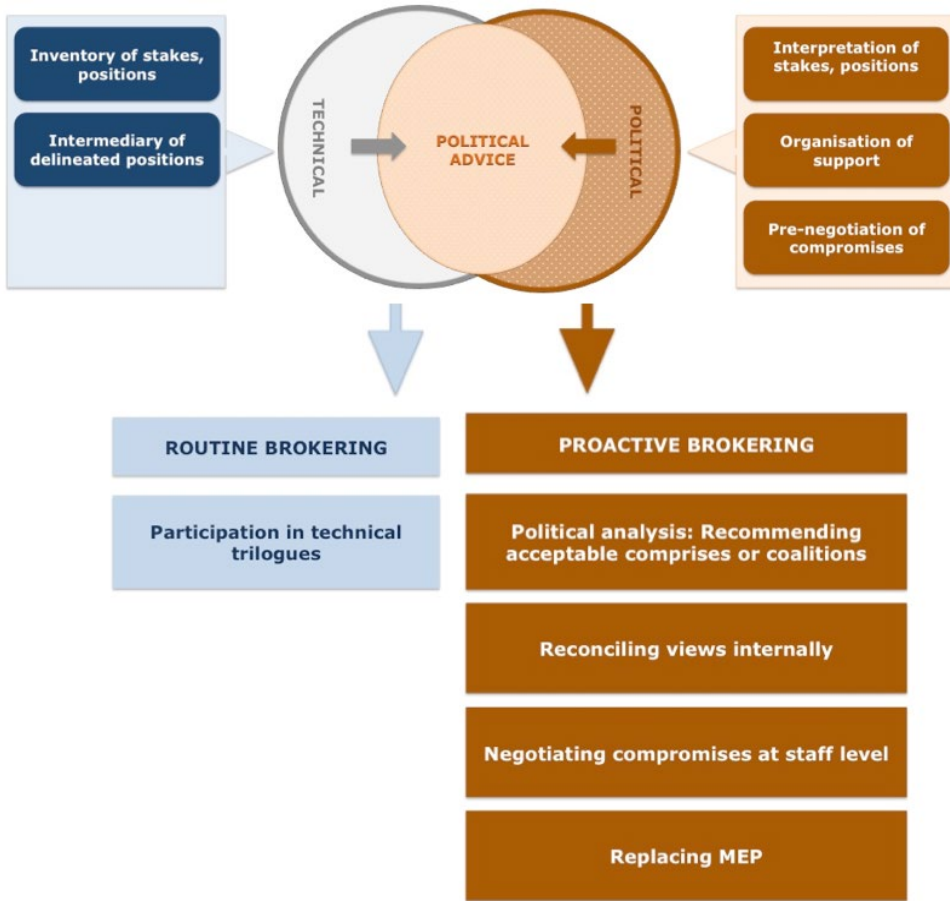 Inventory of stakes,
positions
Intermediary of
delineated positions
TECHNICAL
POLITICAL
ADVICE
POLITICAL
Interpretation of
stakes, positions
Organisation of
support
Pre-negotiation of
compromises
ROUTINE BROKERING
Participation in technical
trilogues
PROACTIVE BROKERING
Political analysis: Recommending
acceptable comprises or coalitions
Reconciling views internally
Negotiating compromises at staff level
Replacing MEP